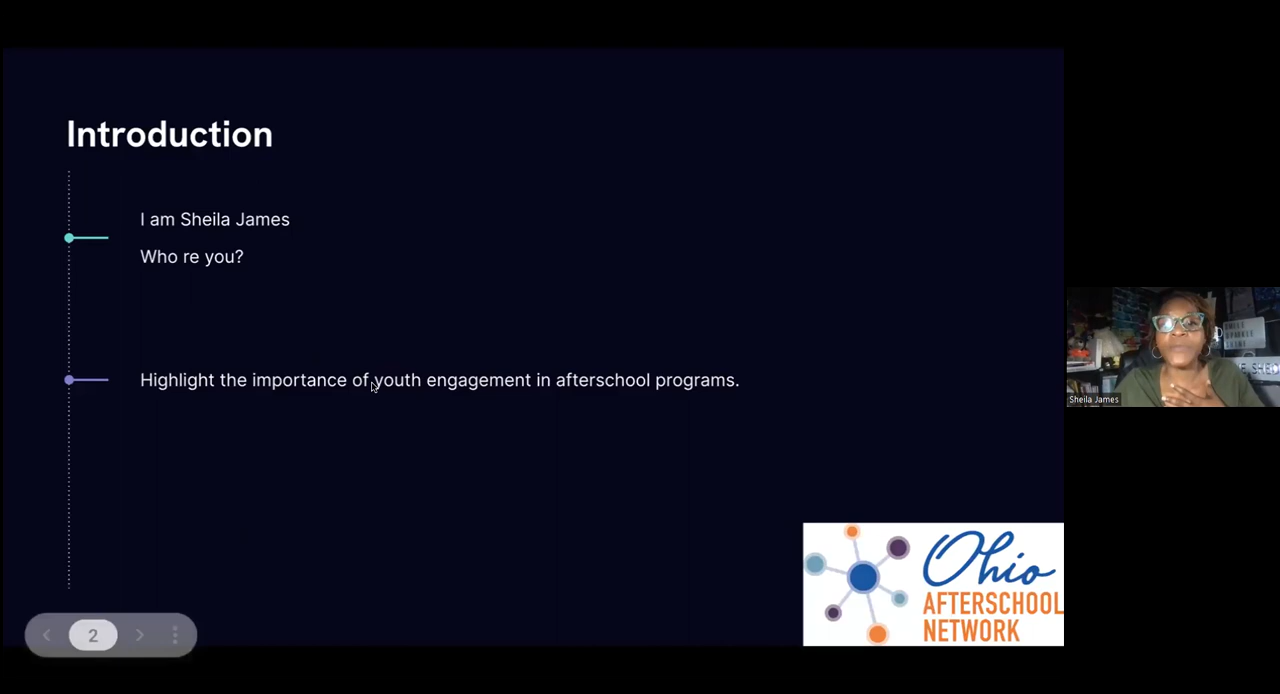 Introduction
I am Sheila James
Who re you?
Highlight the importance of youth engagement in afterschool programs.
Ohio
AFTERSCHOOL
NETWORK
2
Sheila James